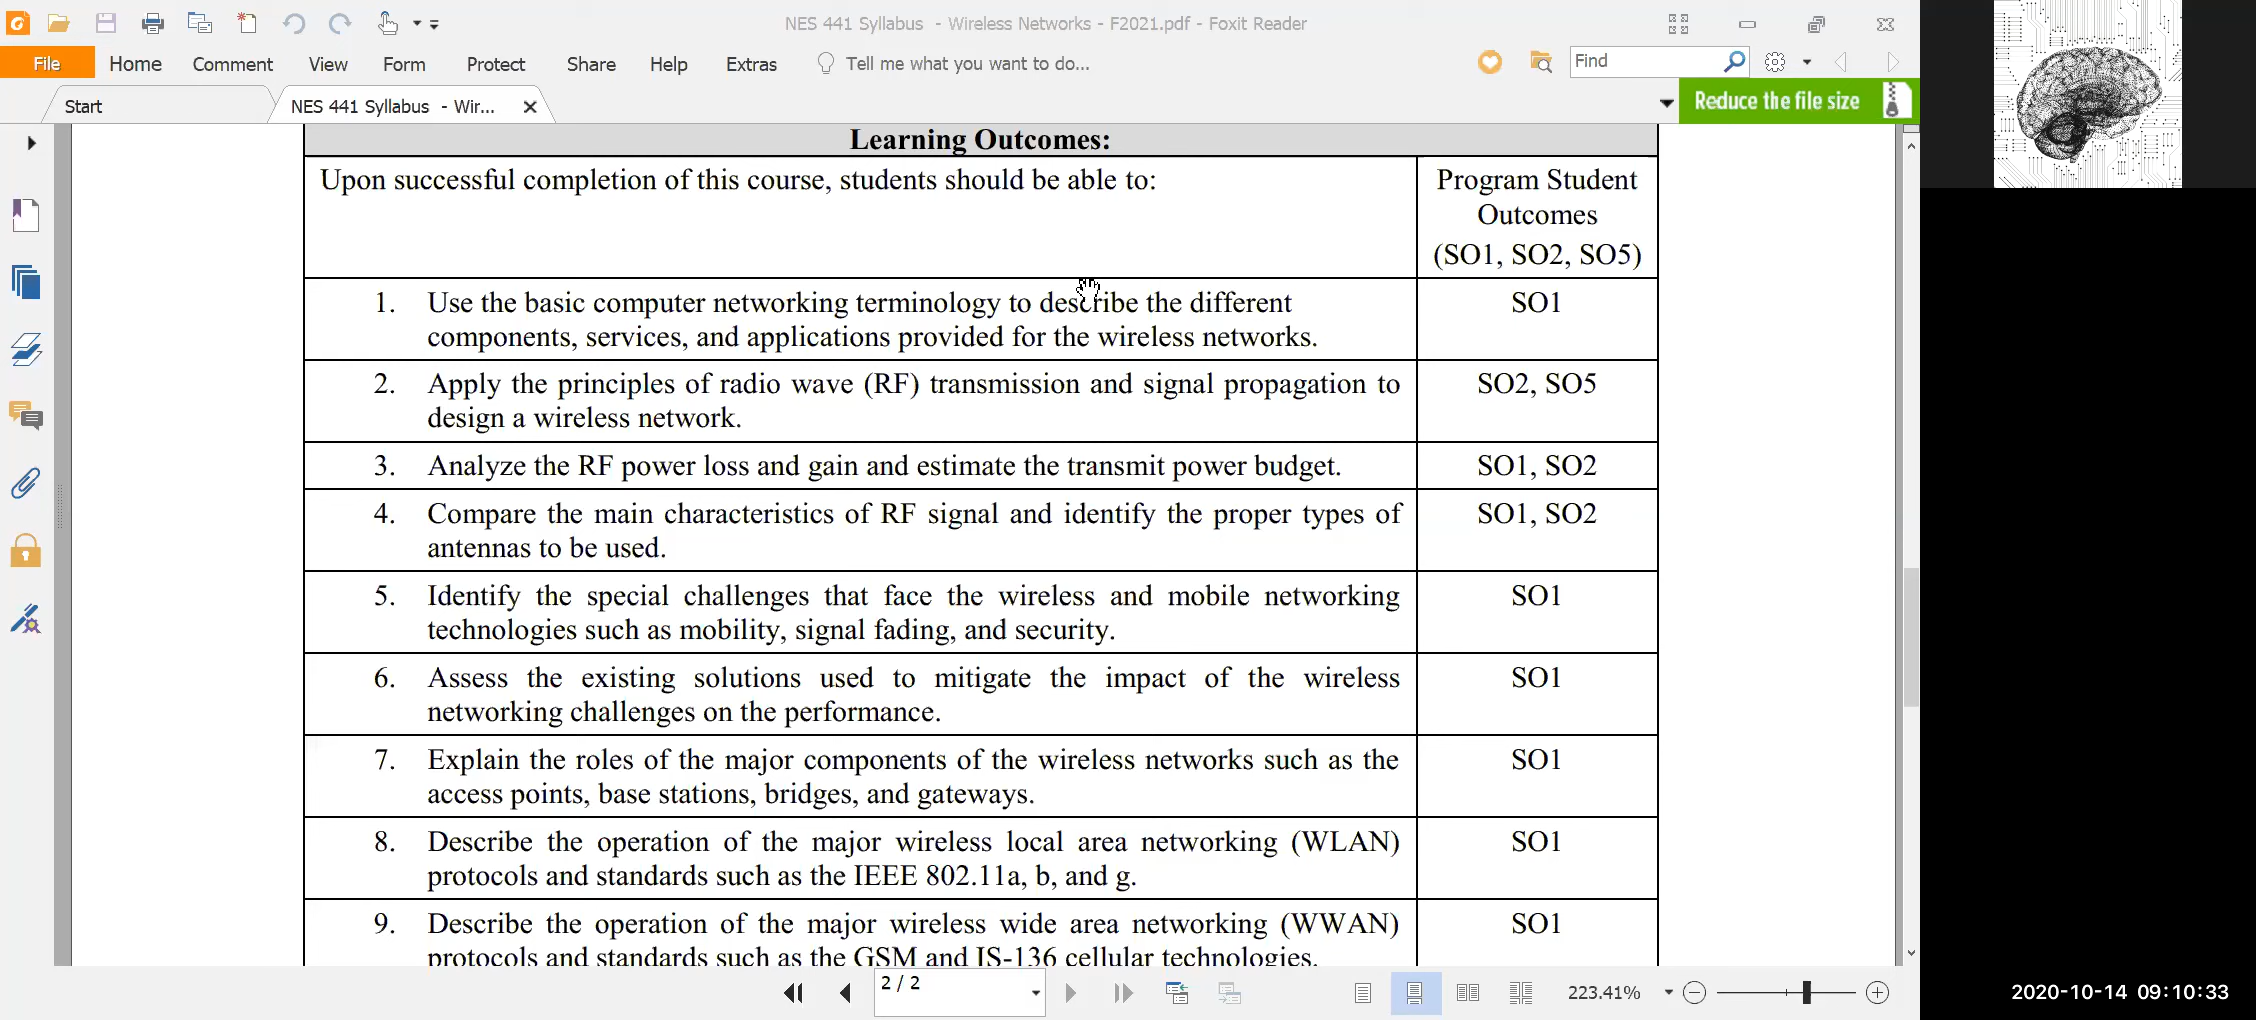 NES 441 Syllabus - Wireless Networks - F2021.pdf - Foxit Reader
File Home Comment View Form Protect Share Help Extras Tell me what you want to do... Find
Start NES 441 Syllabus - Wir... Reduce the file size
Learning Outcomes:
Upon successful completion of this course, students should be able to: Program Student
Outcomes
(SO1, SO2, SO5)
1. Use the basic computer networking terminology to describe the different SO1
components, services, and applications provided for the wireless networks.
2. Apply the principles of radio wave (RF) transmission and signal propagation to SO2, SO5
design a wireless network.
3. Analyze the RF power loss and gain and estimate the transmit power budget. SO1, SO2
4. Compare the main characteristics of RF signal and identify the proper types of SO1, SO2
antennas to be used.
5. Identify the special challenges that face the wireless and mobile networking SO1
technologies such as mobility, signal fading, and security.
6. Assess the existing solutions used to mitigate the impact of the wireless SO1
networking challenges on the performance.
7. Explain the roles of the major components of the wireless networks such as the SO1
access points, base stations, bridges, and gateways.
8. Describe the operation of the major wireless local area networking (WLAN) SO1
protocols and standards such as the IEEE 802.11a, b, and g.
9. Describe the operation of the major wireless wide area networking (WWAN) SO1
protocols and standards such as the GSM and IS-136 cellular technologies.
2 / 2 223.41% 2020-10-14 09:10:33